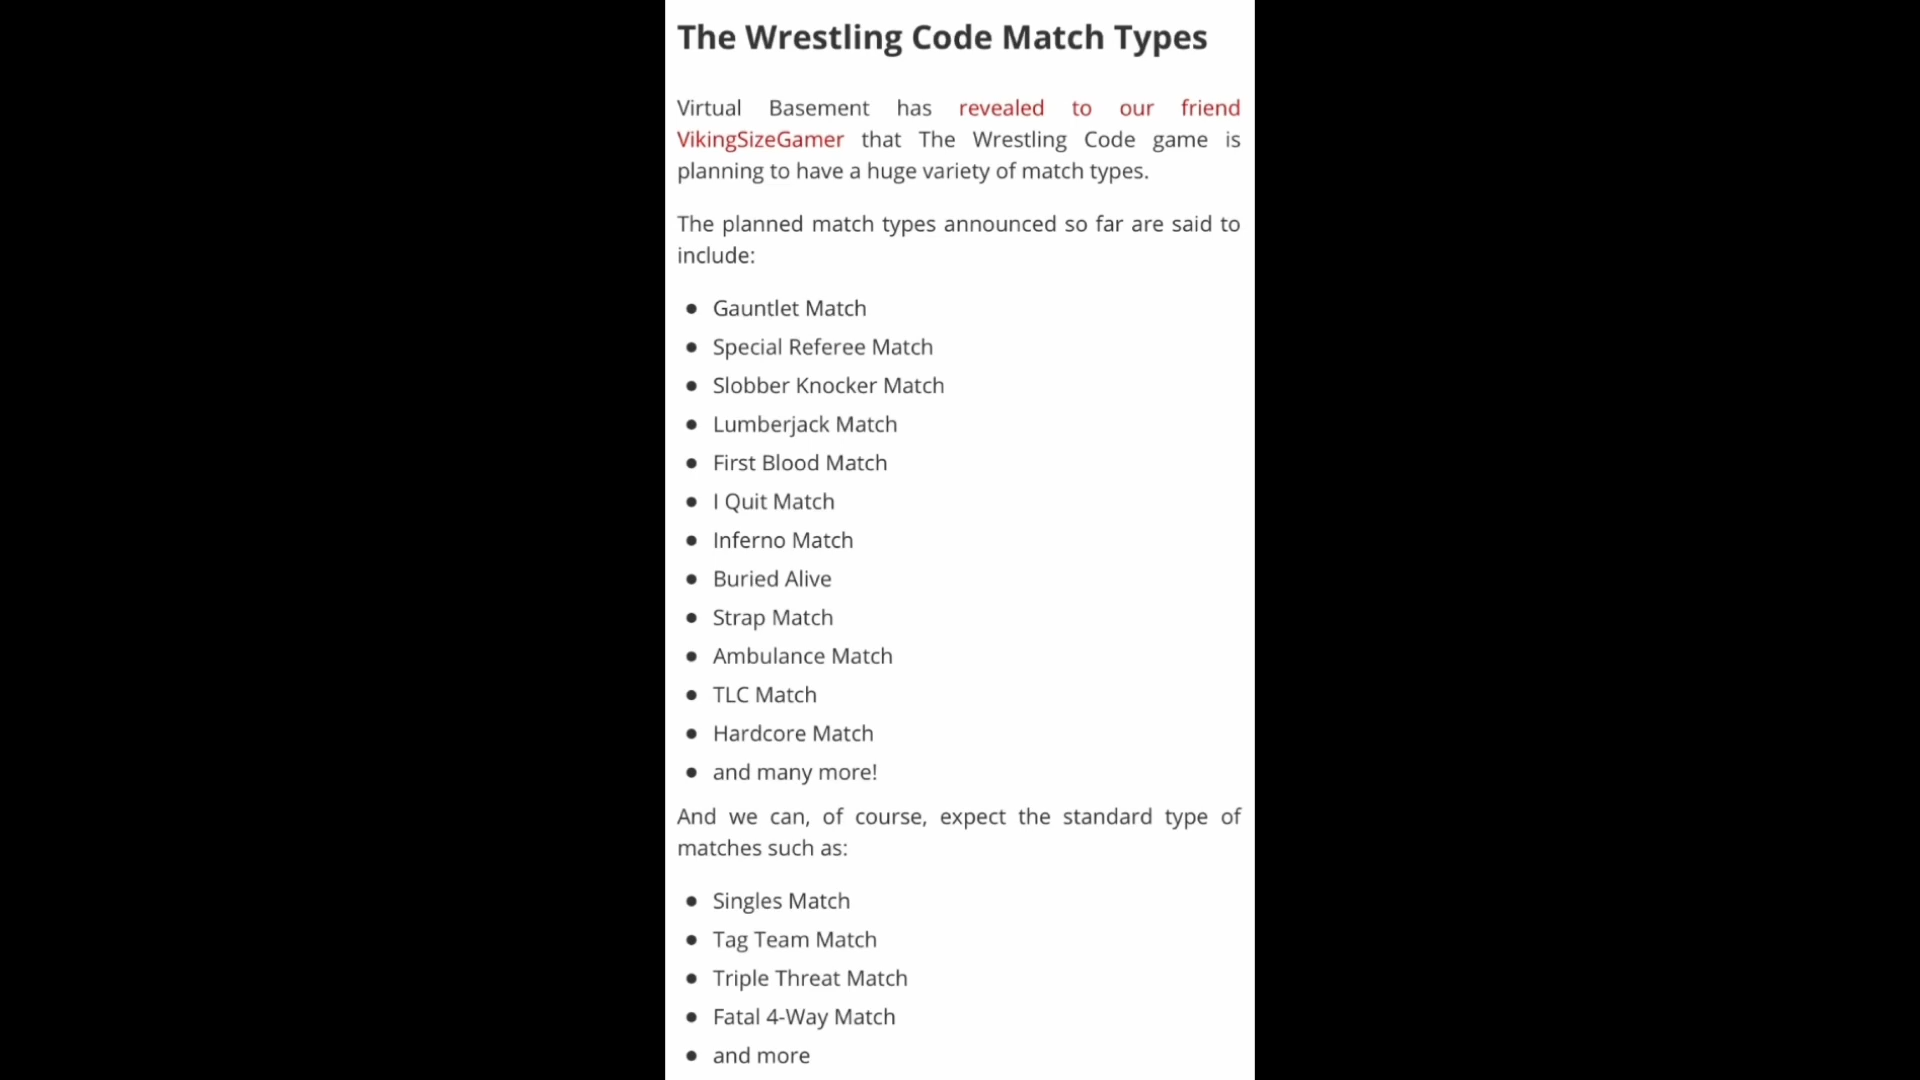 The Wrestling Code Match Types
Virtual Basement has revealed to our friend
VikingSizeGamer that The Wrestling Code game is
planning to have a huge variety of match types.
The planned match types announced so far are said to
include:
● Gauntlet Match
● Special Referee Match
● Slobber Knocker Match
● Lumberjack Match
● First Blood Match
● I Quit Match
● Inferno Match
● Buried Alive
● Strap Match
● Ambulance Match
● TLC Match
● Hardcore Match
● and many more!
And we can, of course, expect the standard type of
matches such as:
● Singles Match
● Tag Team Match
● Triple Threat Match
● Fatal 4-Way Match
● and more